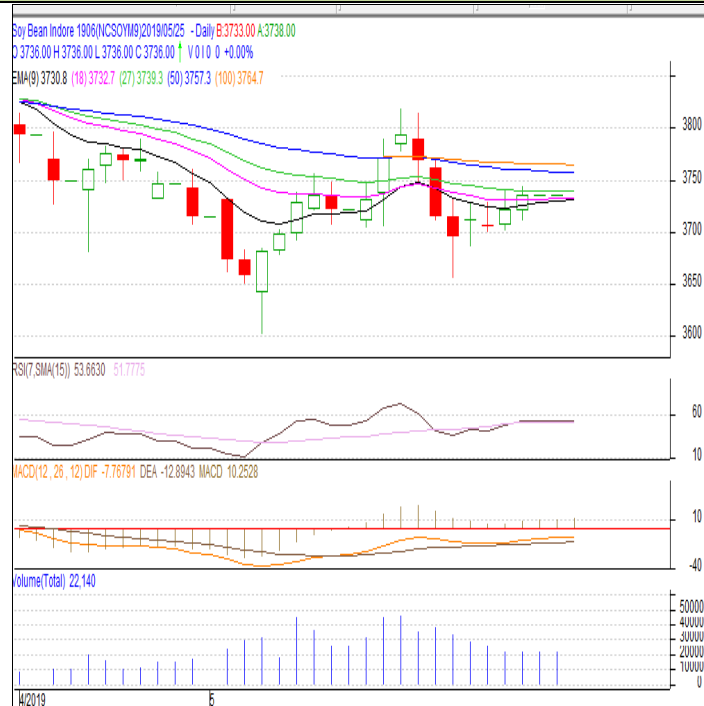 Soy Bean Indore 1906(NCSOYM9)2019/05/25 - Daily B:3733.00 A:3738.00
O 3736.00 H 3736.00 L 3736.00 C 3736.00 V 0 I 0 0 +0.00%
EMA(9) 3730.8 (18) 3732.7 (27) 3739.3 (50) 3757.3 (100) 3764.7
3800
3750
3700
3650
3600
RSI(7,SMA(15)) 53.6630 51.7775
60
10
MACD(12 , 26 , 12) DIF -7.76791 DEA -12.8943 MACD 10.2528
10
-40
Volume(Total) 22,140
50000
40000
30000
20000
10000
0
4/2019 5